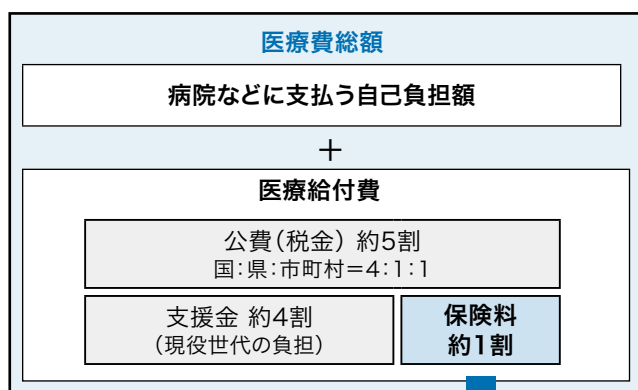 医療費総額
病院などに支払う自己負担額
＋
医療給付費
公費（税金） 約5割
国：県：市町村＝4：1：1
支援金 約4割
（現役世代の負担）
保険料
約1割